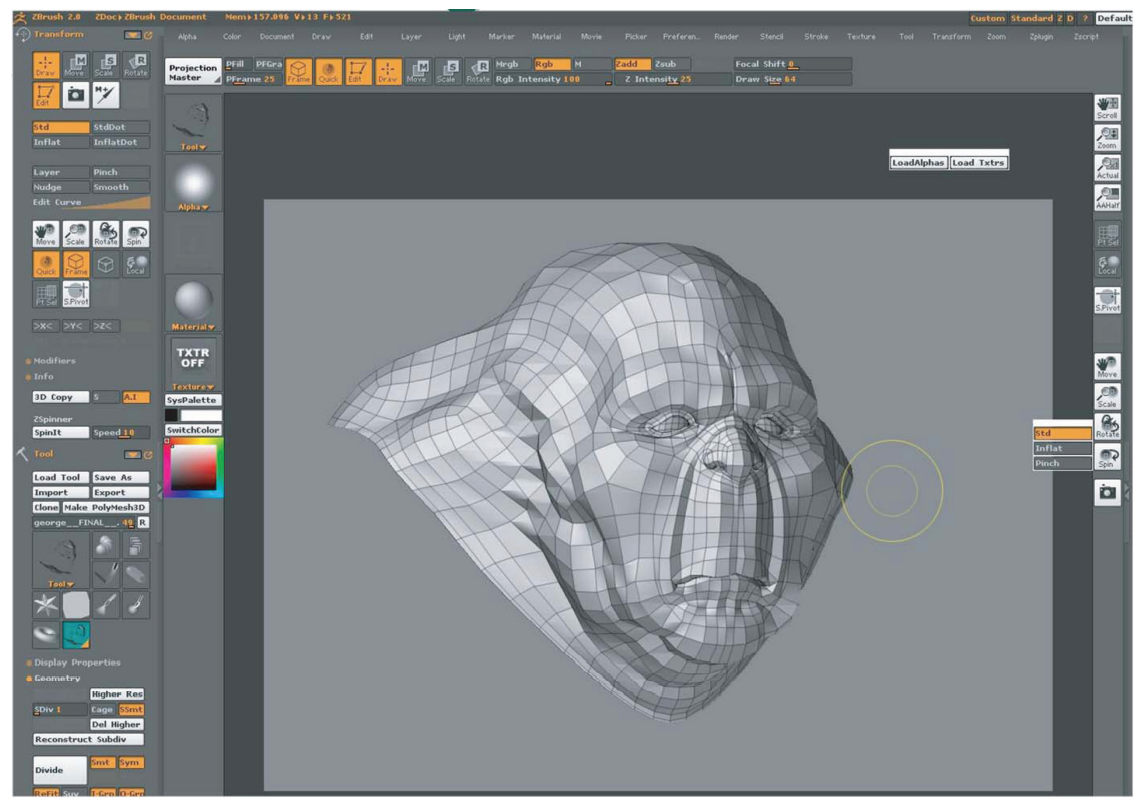 ZBrush 2.0 ZDoc▸ZBrush Document Mem▸157.096 V▸13 F▸521 Custom Standard Z D ? Default
Transform
Alpha Color Document Draw Edit Layer Light Marker Material Movie Picker Preferen.. Render Stencil Stroke Texture Tool Transform Zoom Zplugin Zscript
Draw Move Scale Rotate
Projection Master
PFill PFGra
PFrame 25
Frame Quick Edit Draw Move Scale Rotate
Mrgb Rgb M
Rgb Intensity 100
Zadd Zsub
Z Intensity 25
Focal Shift 0
Draw Size 64
Edit
M+
Std StdDot
Inflat InflatDot
Layer Pinch
Nudge Smooth
Edit Curve
Move Scale Rotate Spin
Quick Frame Local
Pt Sel S.Pivot
>X< >Y< >Z<
Modifiers
Info
3D Copy S A.I
ZSpinner
SpinIt Speed 10
Tool
Load Tool Save As
Import Export
Clone Make PolyMesh3D
george__FINAL__. 49 R
Tool
Display Properties
Geometry
Higher Res
SDiv 1 Cage SSmt
Del Higher
Reconstruct Subdiv
Divide Smt Sym
ReFit Suv T-Grp O-Grp
Tool
Alpha
Material
TXTR
OFF
Texture
SysPalette
SwitchColor
LoadAlphas Load Txtrs
Scroll
Zoom
Actual
AAHalf
Pt Sel
Local
S.Pivot
Move
Scale
Rotate
Spin
Std
Inflat
Pinch